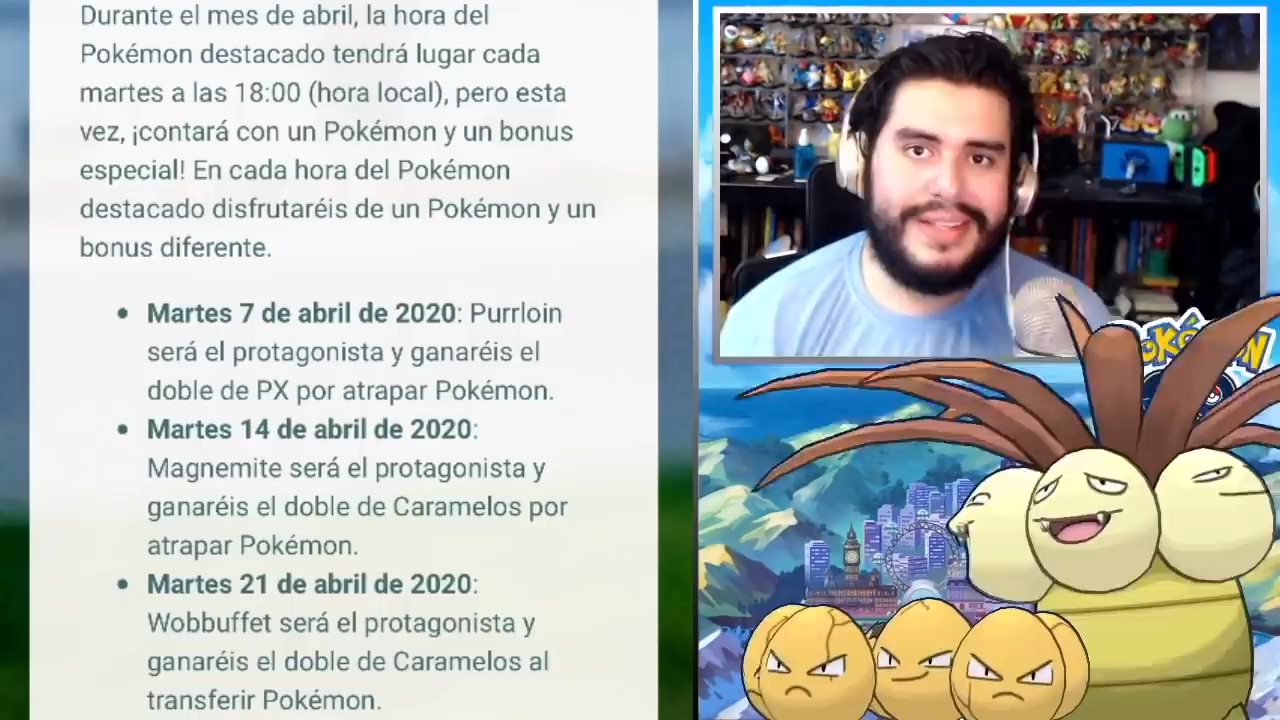 Durante el mes de abril, la hora del
Pokémon destacado tendrá lugar cada
martes a las 18:00 (hora local), pero esta
vez, ¡contará con un Pokémon y un bonus
especial! En cada hora del Pokémon
destacado disfrutaréis de un Pokémon y un
bonus diferente.
• Martes 7 de abril de 2020: Purrloin
será el protagonista y ganaréis el
doble de PX por atrapar Pokémon.
• Martes 14 de abril de 2020:
Magnemite será el protagonista y
ganaréis el doble de Caramelos por
atrapar Pokémon.
• Martes 21 de abril de 2020:
Wobbuffet será el protagonista y
ganaréis el doble de Caramelos al
transferir Pokémon.
POKÉMON